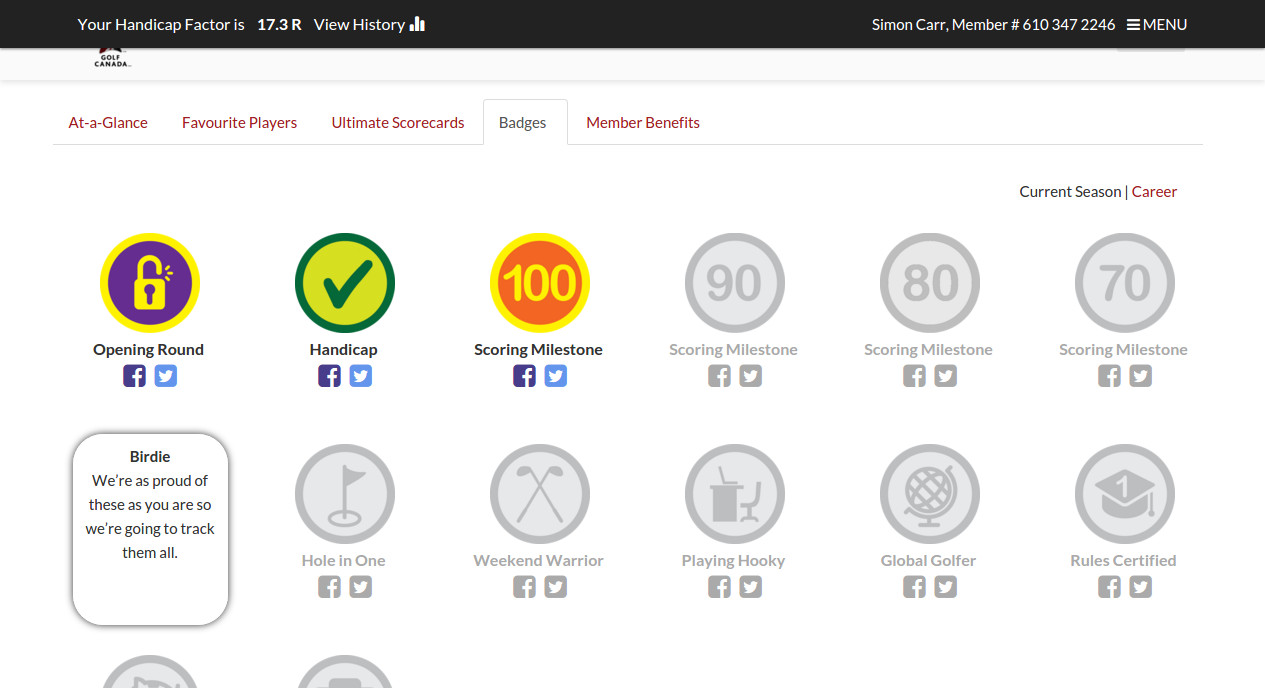 Your Handicap Factor is 17.3 R View History
Simon Carr, Member # 610 347 2246 MENU
GOLF
CANADA
At-a-Glance Favourite Players Ultimate Scorecards Badges Member Benefits
Current Season | Career
100 90 80 70
Opening Round Handicap Scoring Milestone Scoring Milestone Scoring Milestone Scoring Milestone
Birdie
We’re as proud of
these as you are so
we’re going to track
them all.
1
Hole in One Weekend Warrior Playing Hooky Global Golfer Rules Certified